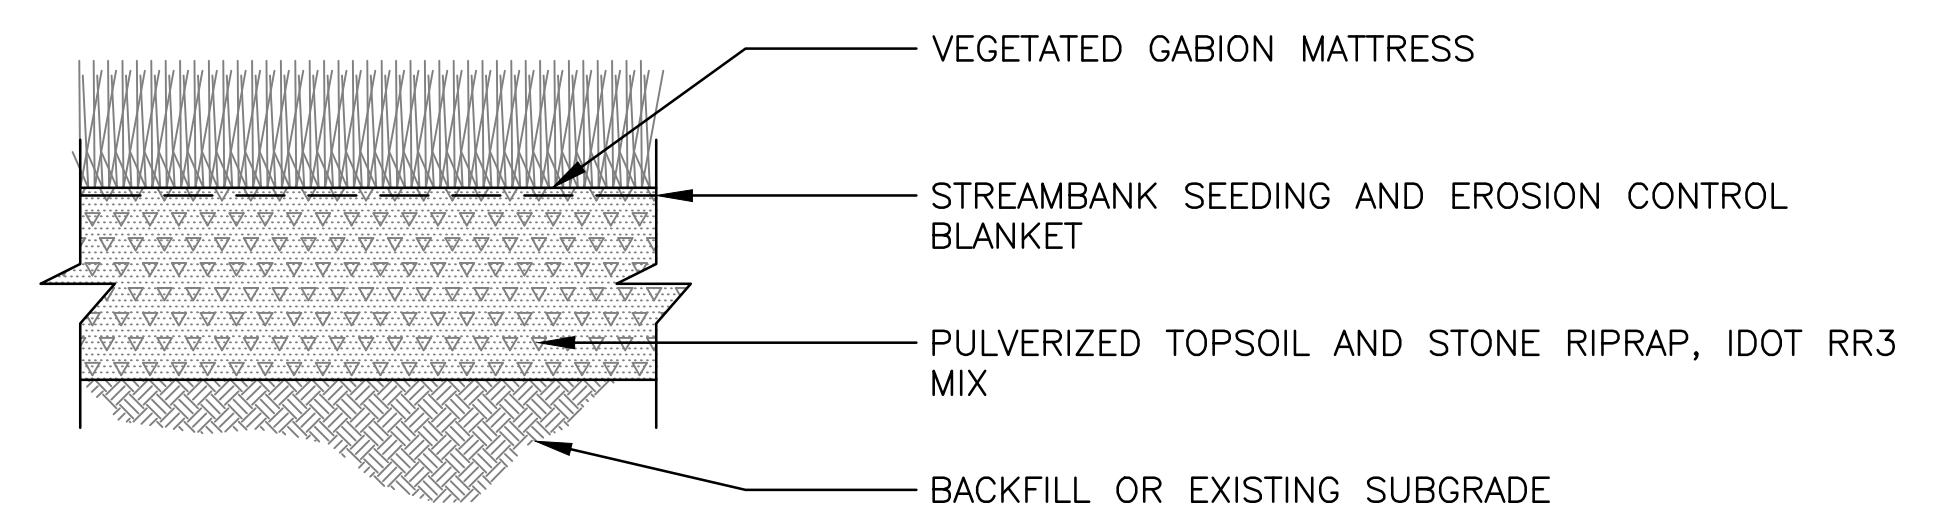 VEGETATED GABION MATTRESS
STREAMBANK SEEDING AND EROSION CONTROL
BLANKET
PULVERIZED TOPSOIL AND STONE RIPRAP, IDOT RR3
MIX
BACKFILL OR EXISTING SUBGRADE